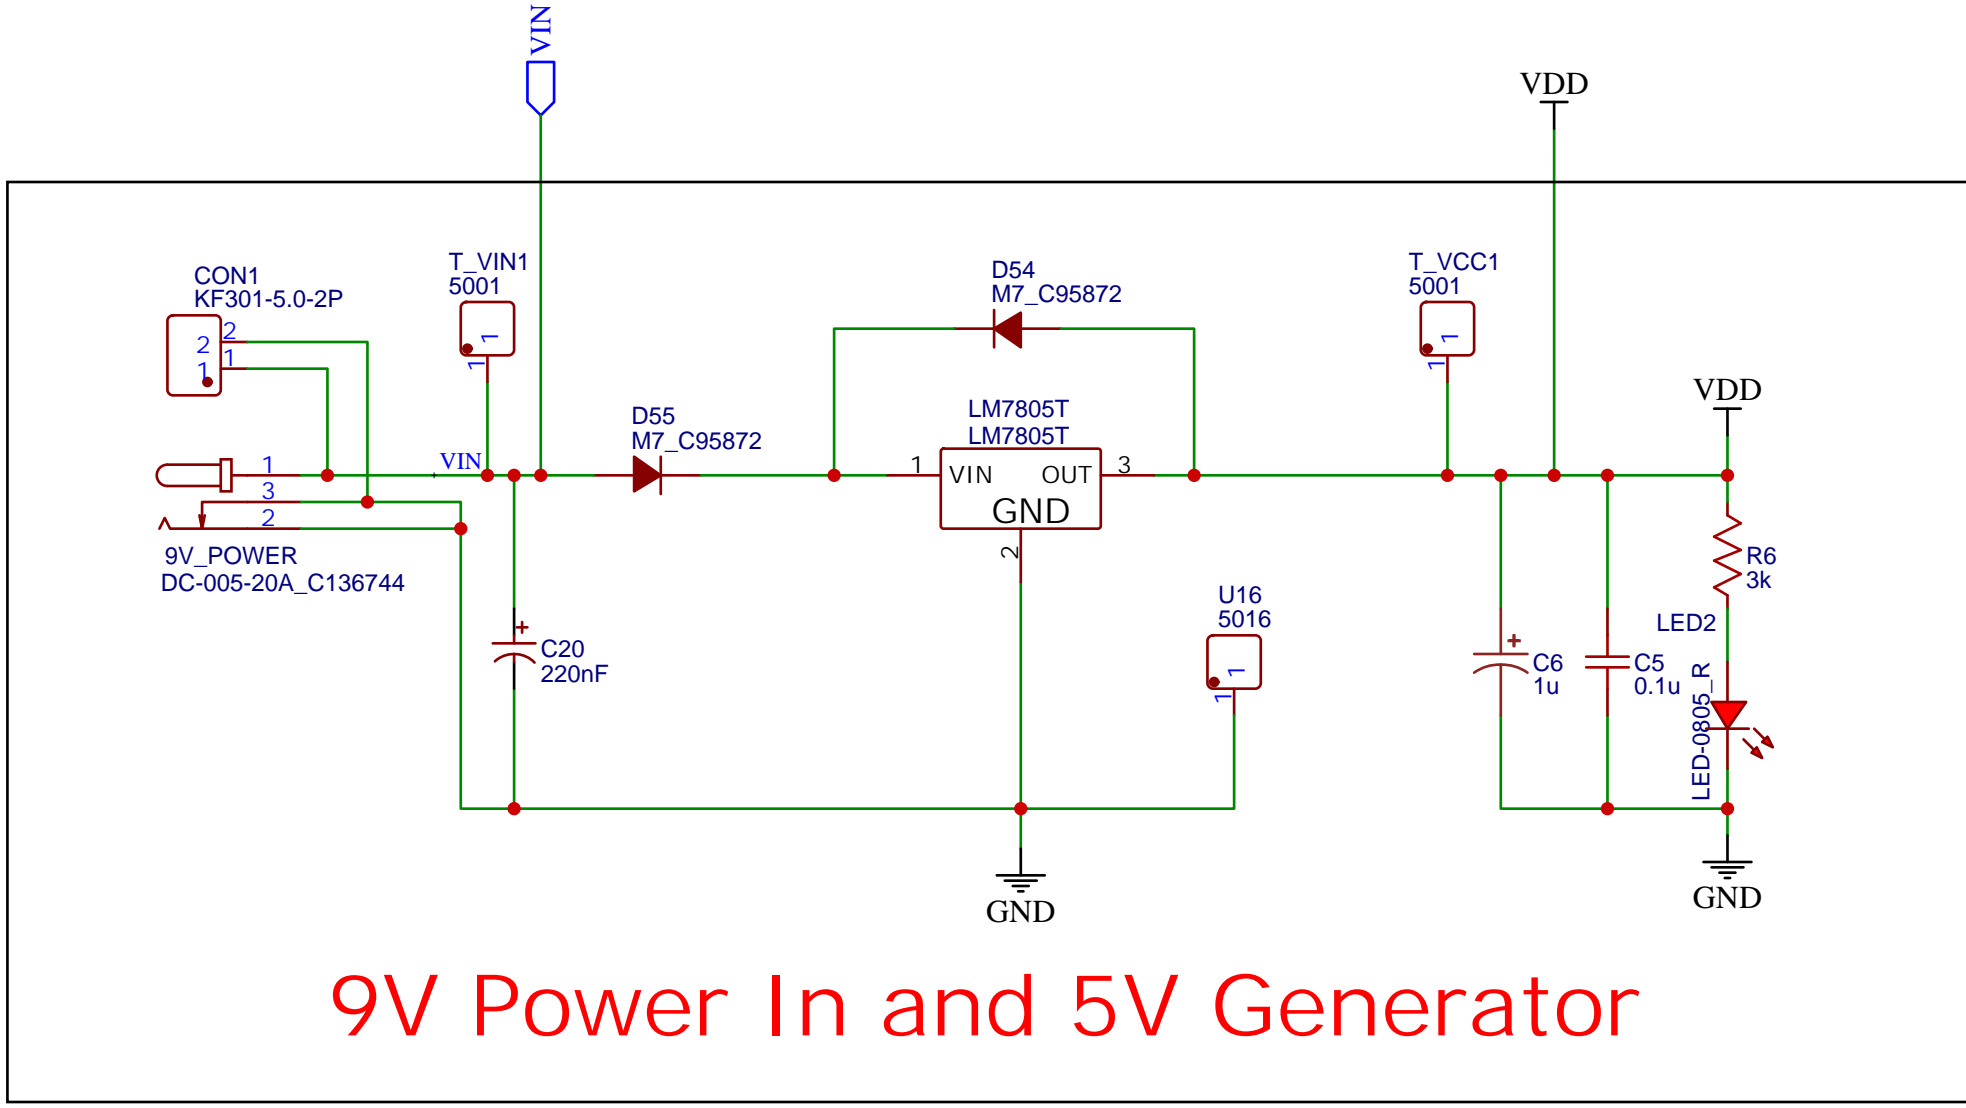 VIN
VDD
CON1
KF301-5.0-2P
2
2
1
1
T_VIN1
5001
1
1
D54
M7_C95872
T_VCC1
5001
1
1
VDD
D55
M7_C95872
LM7805T
LM7805T
1
VIN
OUT
3
GND
2
VIN
1
3
2
9V_POWER
DC-005-20A_C136744
C20
220nF
U16
5016
1
1
C6
1u
C5
0.1u
R6
3k
LED2
LED-0805_R
GND
GND
9V Power In and 5V Generator